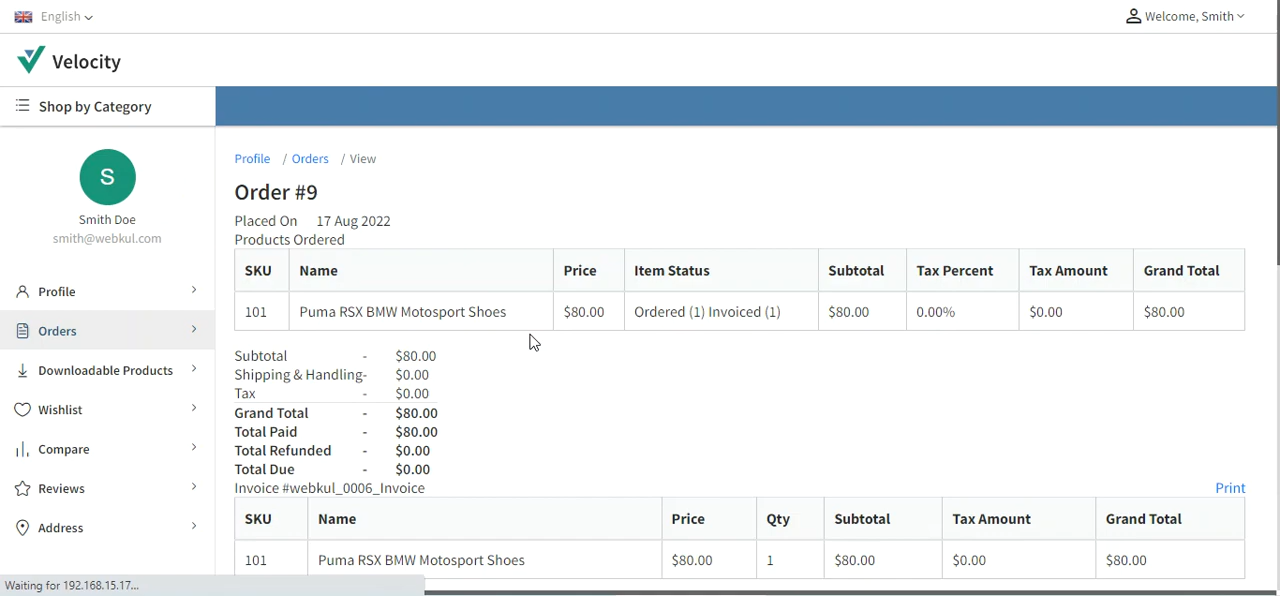 English
Welcome, Smith
Velocity
Shop by Category
S
Smith Doe
smith@webkul.com
Profile
Orders
Downloadable Products
Wishlist
Compare
Reviews
Address
Profile / Orders / View
Order #9
Placed On 17 Aug 2022
Products Ordered
SKU Name Price Item Status Subtotal Tax Percent Tax Amount Grand Total
101 Puma RSX BMW Motosport Shoes $80.00 Ordered (1) Invoiced (1) $80.00 0.00% $0.00 $80.00
Subtotal - $80.00
Shipping & Handling- $0.00
Tax - $0.00
Grand Total - $80.00
Total Paid - $80.00
Total Refunded - $0.00
Total Due - $0.00
Invoice #webkul_0006_Invoice Print
SKU Name Price Qty Subtotal Tax Amount Grand Total
101 Puma RSX BMW Motosport Shoes $80.00 1 $80.00 $0.00 $80.00
Waiting for 192.168.15.17...